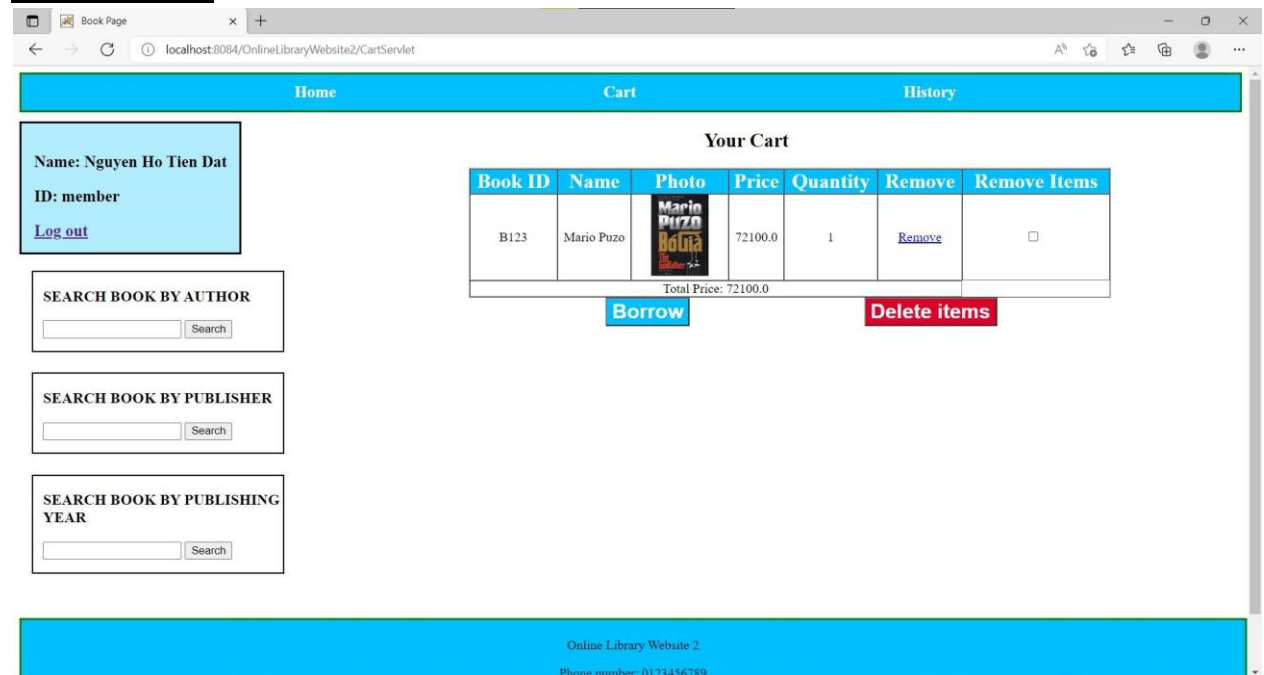 Book Page
localhost:8084/OnlineLibraryWebsite2/CartServlet
Home Cart History
Name: Nguyen Ho Tien Dat
ID: member
Log out
SEARCH BOOK BY AUTHOR
Search
SEARCH BOOK BY PUBLISHER
Search
SEARCH BOOK BY PUBLISHING
YEAR
Search
Your Cart
Book ID Name Photo Price Quantity Remove Remove Items
B123 Mario Puzo 72100.0 1 Remove
Mario
Puzo
BốGià
The
Godfather
Total Price: 72100.0
Borrow Delete items
Online Library Website 2
Phone number: 0123456789